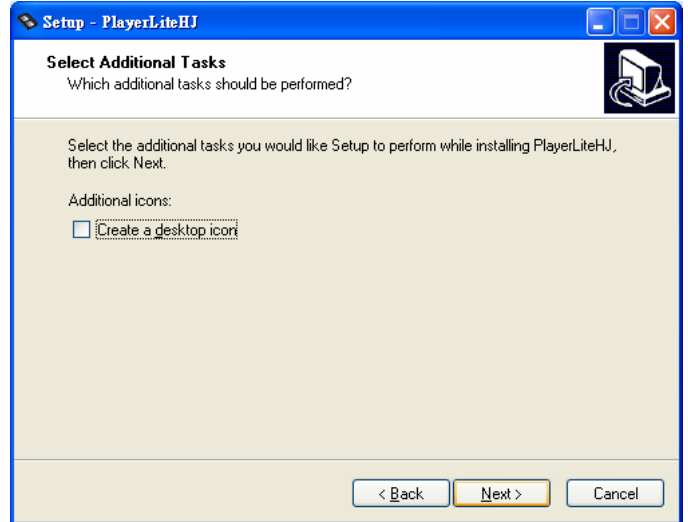 Setup - PlayerLiteHJ
Select Additional Tasks
Which additional tasks should be performed?
Select the additional tasks you would like Setup to perform while installing PlayerLiteHJ,
then click Next.
Additional icons:
Create a desktop icon
< Back Next > Cancel